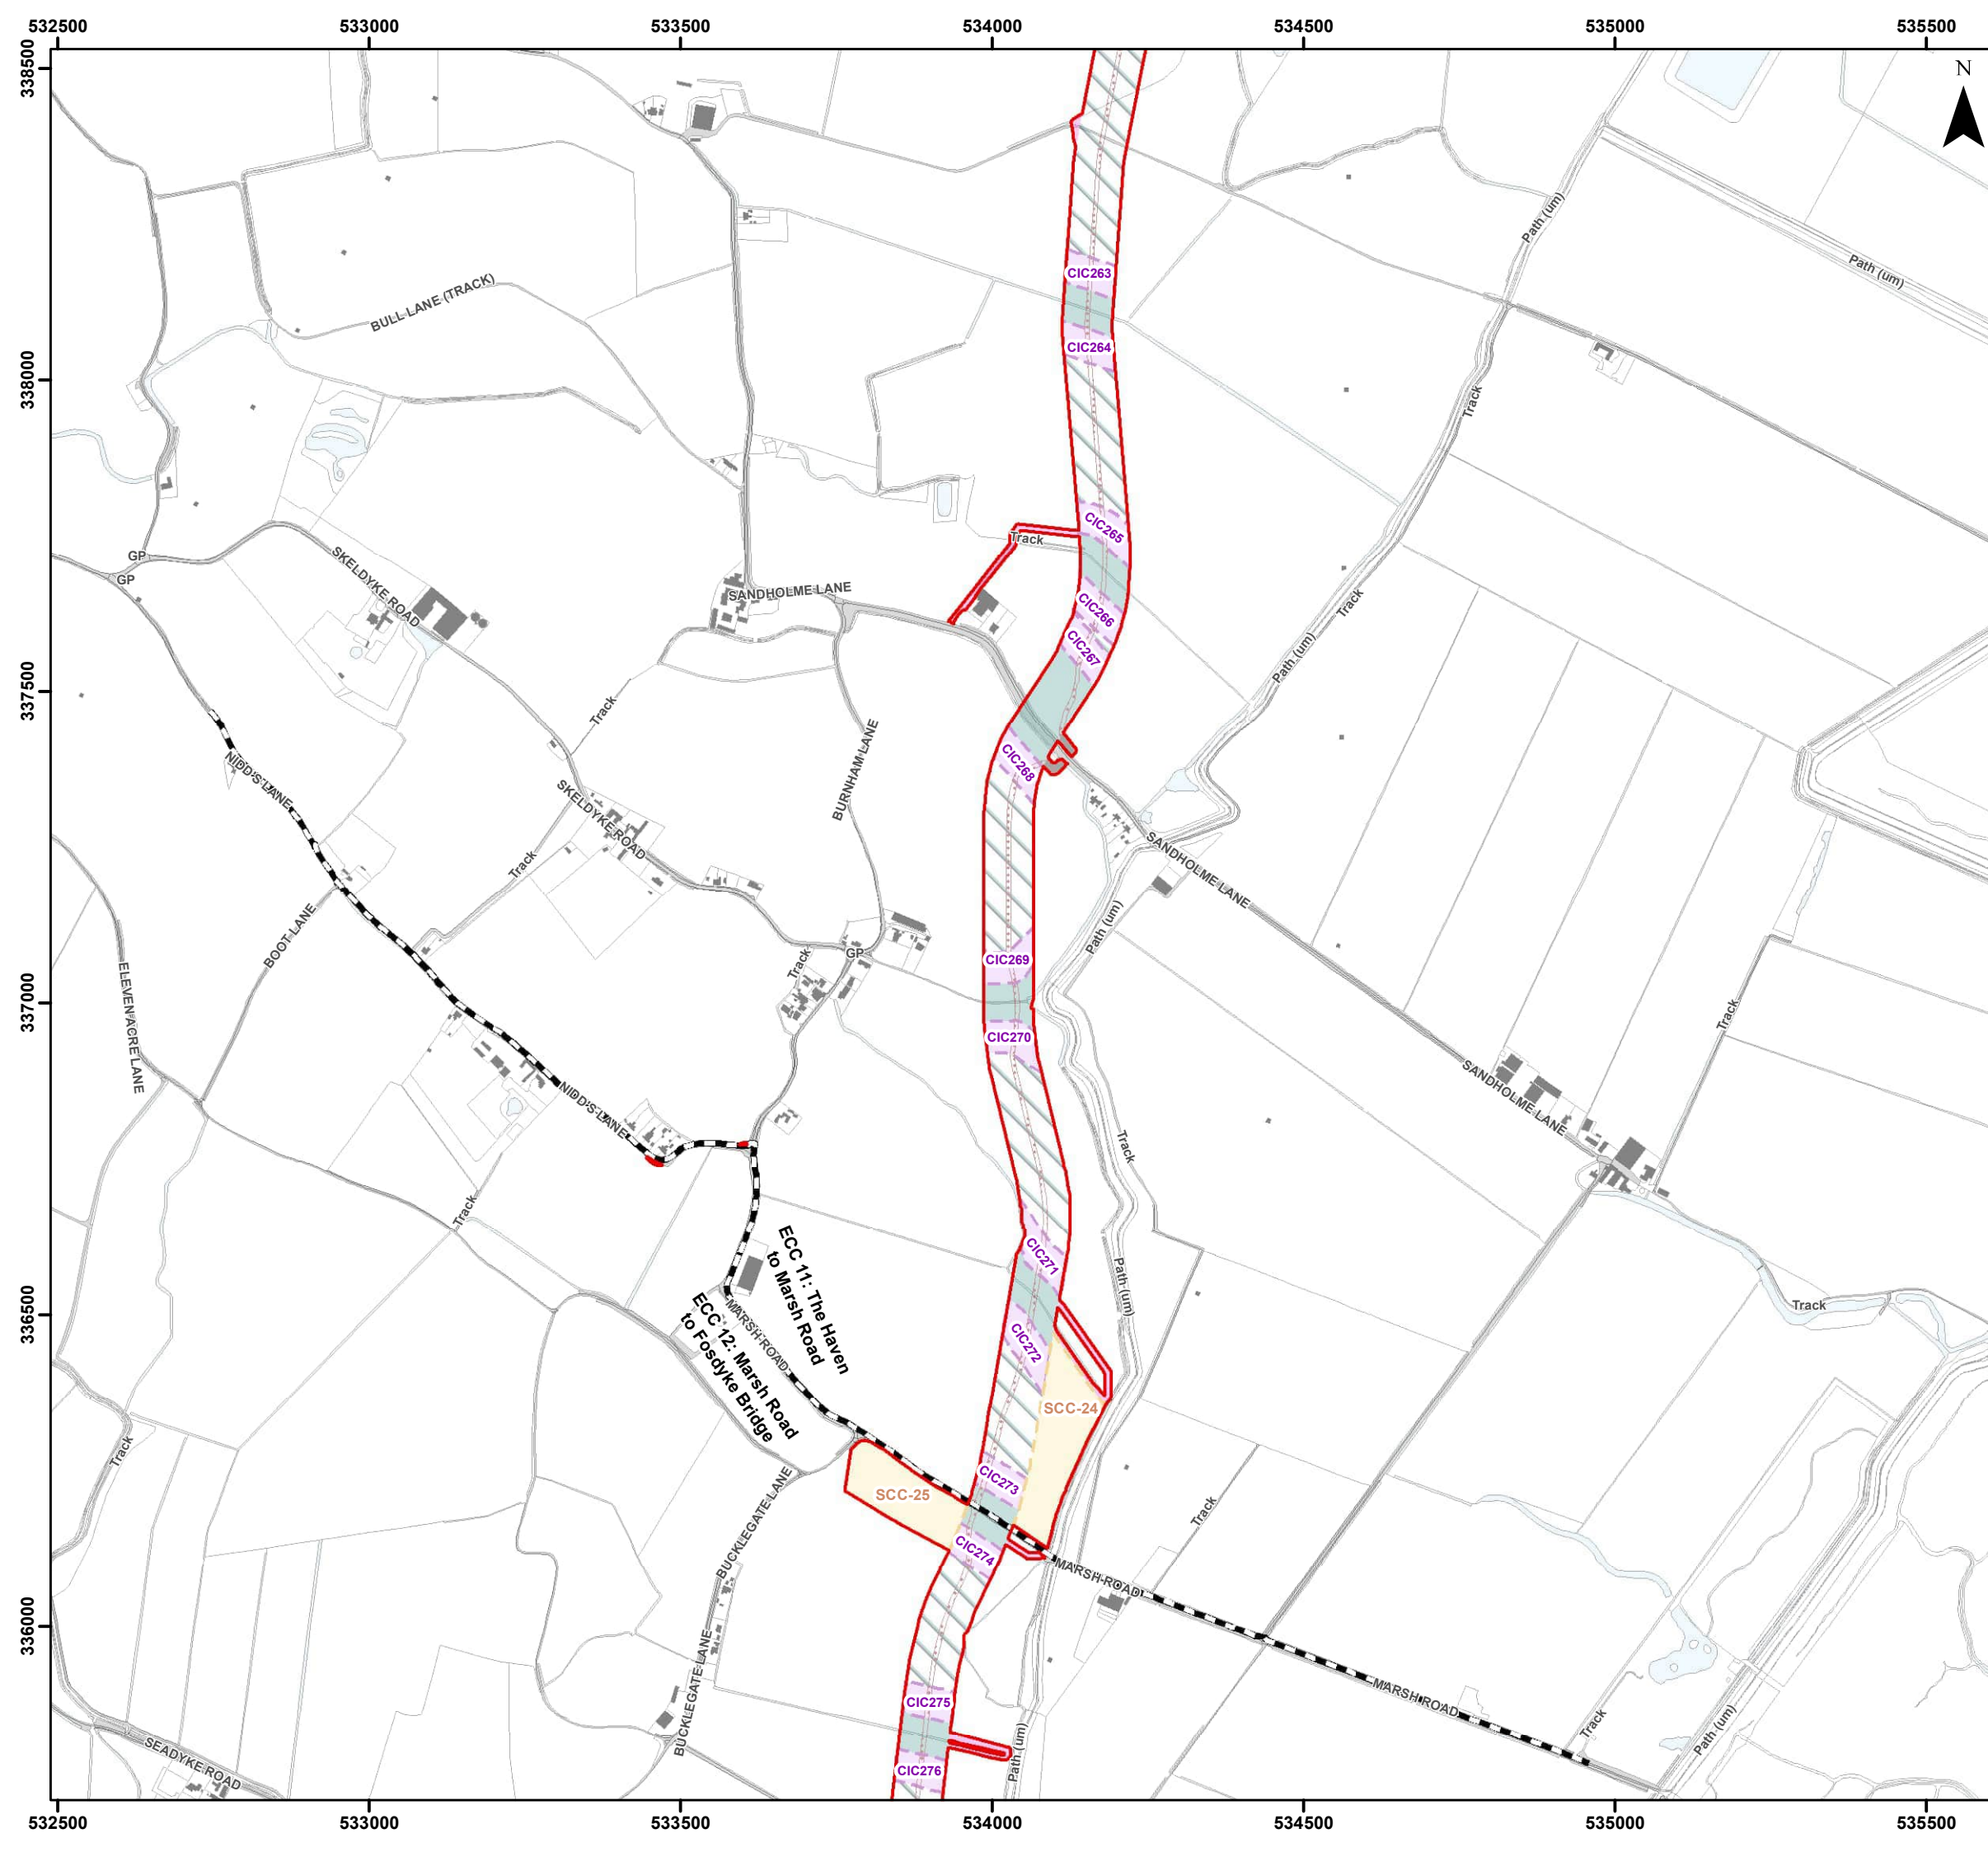 532500 533000 533500 534000 534500 535000 535500
338500
N
Path (um)
Path (um)
CIC263
BULL LANE (TRACK)
CIC264
338000
Track
CIC265
Track
GP
GP
SKELDYKE ROAD
SANDHOLME LANE
CIC266
Track
CIC267
Path (um)
337500
Track
NIDD'S LANE
BURNHAM LANE
CIC268
SKELDYKE ROAD
Track
SANDHOLME LANE
BOOT LANE
Path (um)
GP
CIC269
Track
ELEVEN ACRE LANE
337000
Track
CIC270
SANDHOLME LANE
NIDD'S LANE
Track
Track
ECC 11: The Haven
to Marsh Road
CIC271
Path (um)
336500
MARSH ROAD
ECC 12: Marsh Road
to Fosdyke Bridge
CIC272
Track
SCC-24
Track
CIC273
SCC-25
BUCKLEGATE LANE
Track
CIC274
MARSH ROAD
336000
BUCKLEGATE LANE
MARSH ROAD
CIC275
Track
Path (um)
Path (um)
SEADYKE ROAD
CIC276
532500 533000 533500 534000 534500 535000 535500